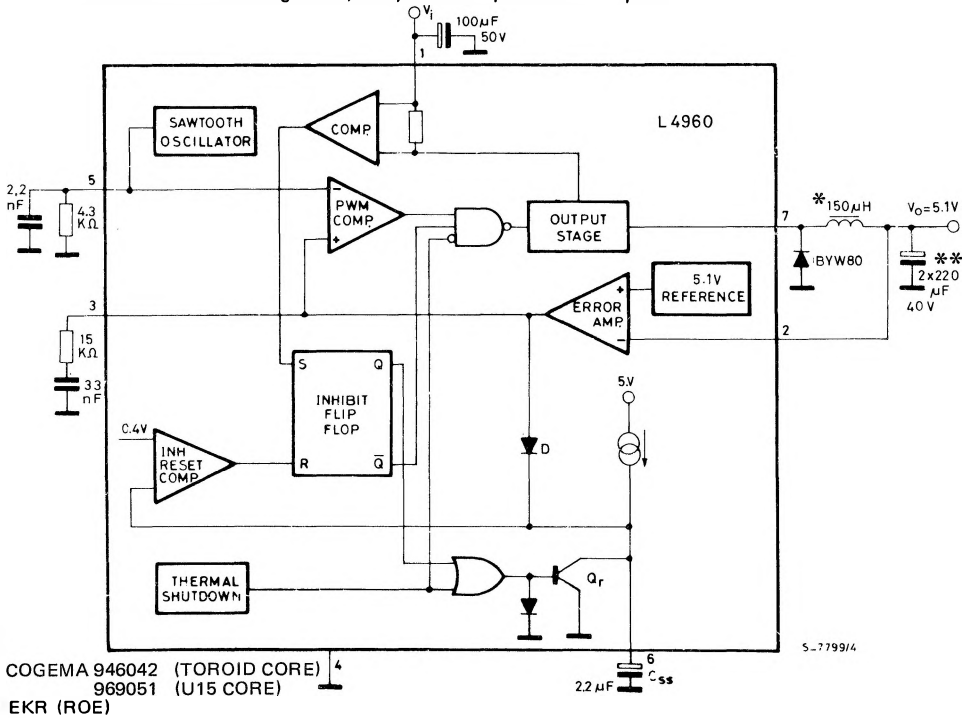 Vi
100µF
50V
1
L4960
SAWTOOTH
OSCILLATOR
COMP.
5
2,2
nF
4.3
KΩ
-
PWM
COMP.
+
OUTPUT
STAGE
7
*150µH
Vo=5.1V
BYW80
**
2x220
µF
40V
3
15
KΩ
33
nF
+
ERROR
AMP.
-
5.1V
REFERENCE
2
S
Q
INHIBIT
FLIP
FLOP
R
Q̅
5V
D
0.4V
INH
RESET
COMP.
THERMAL
SHUTDOWN
Qr
S-7799/4
4
6
Css
2,2µF
COGEMA 946042 (TOROID CORE)
969051 (U15 CORE)
EKR (ROE)